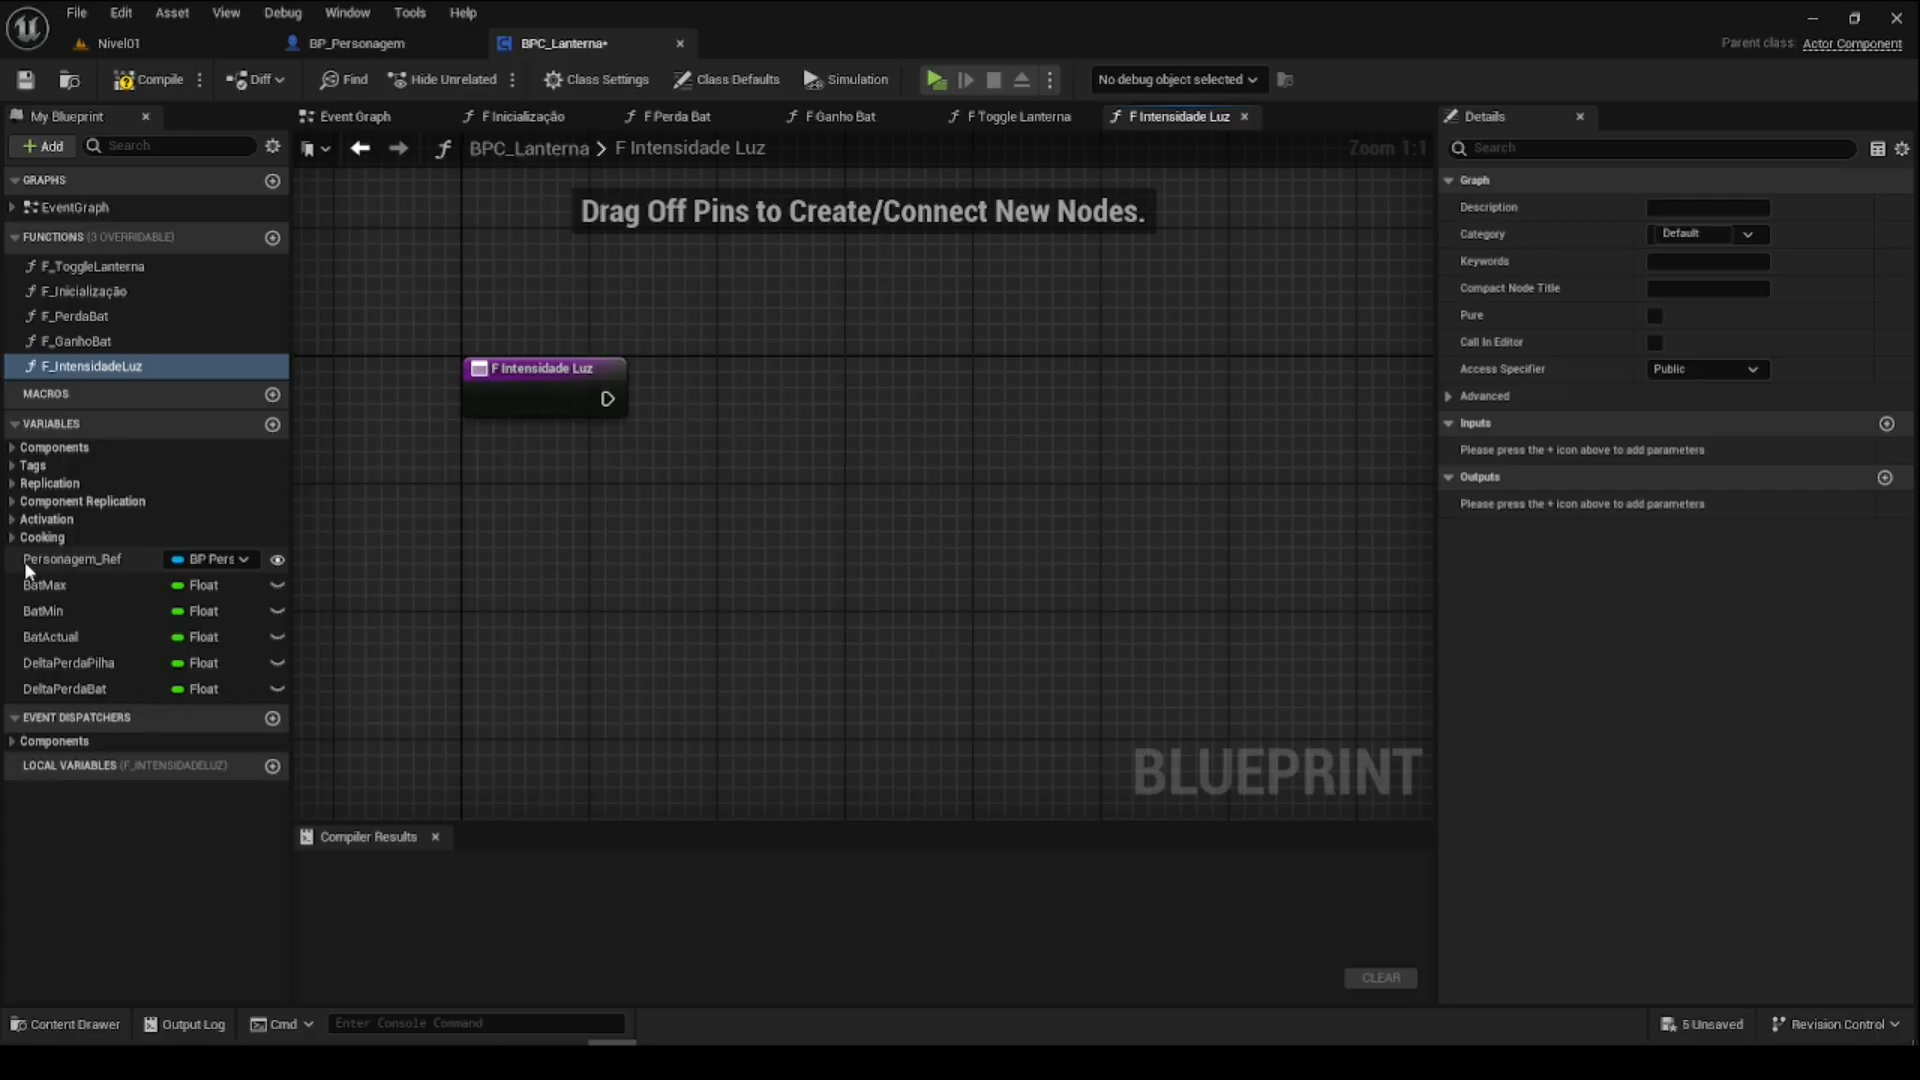 File Edit Asset View Debug Window Tools Help
Nivel01 BP_Personagem BPC_Lanterna* Parent class: Actor Component
Compile Diff Find Hide Unrelated Class Settings Class Defaults Simulation No debug object selected
My Blueprint Event Graph F Inicialização F Perda Bat F Ganho Bat F Toggle Lanterna F Intensidade Luz Details
+ Add Search BPC_Lanterna > F Intensidade Luz Zoom 1:1 Search
GRAPHS
EventGraph
FUNCTIONS (3 OVERRIDABLE)
F_ToggleLanterna
F_Inicialização
F_PerdaBat
F_GanhoBat
F_IntensidadeLuz
MACROS
VARIABLES
Components
Tags
Replication
Component Replication
Activation
Cooking
Personagem_Ref BP Pers
BatMax Float
BatMin Float
BatActual Float
DeltaPerdaPilha Float
DeltaPerdaBat Float
EVENT DISPATCHERS
Components
LOCAL VARIABLES (F_INTENSIDADELUZ)
Drag Off Pins to Create/Connect New Nodes.
F Intensidade Luz
BLUEPRINT
Compiler Results
CLEAR
Graph
Description
Category Default
Keywords
Compact Node Title
Pure
Call In Editor
Access Specifier Public
Advanced
Inputs
Please press the + icon above to add parameters
Outputs
Please press the + icon above to add parameters
Content Drawer Output Log Cmd Enter Console Command 5 Unsaved Revision Control